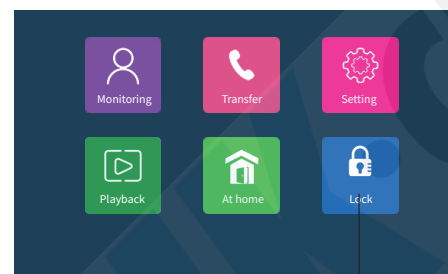 Monitoring
Transfer
Setting
Playback
At home
Lock